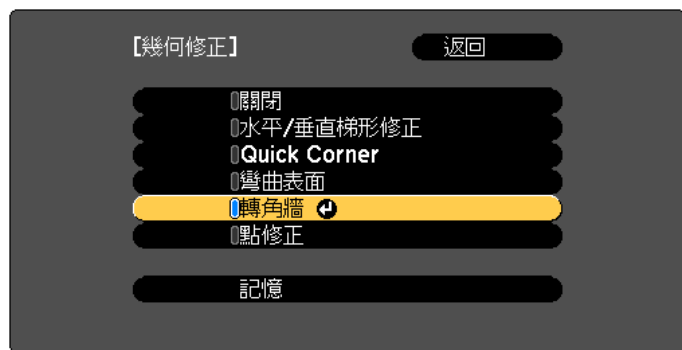 [幾何修正] 返回
關閉
水平/垂直梯形修正
Quick Corner
彎曲表面
轉角牆
點修正
記憶